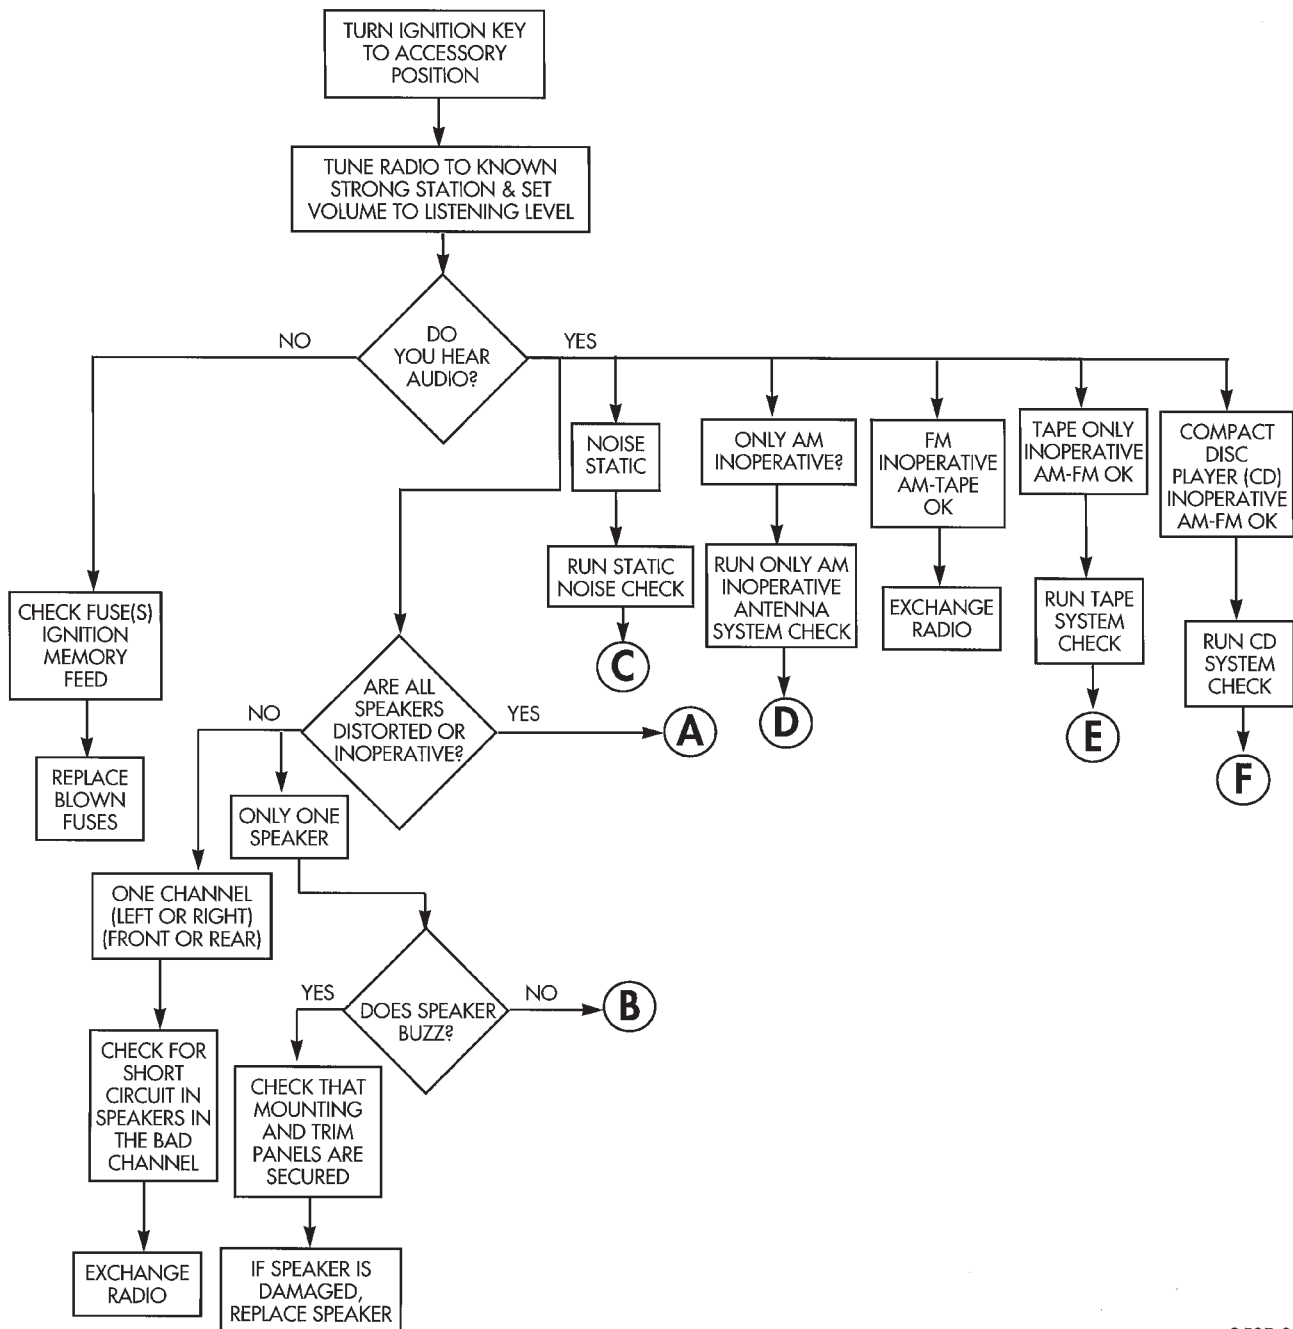 TURN IGNITION KEY
TO ACCESSORY
POSITION
TUNE RADIO TO KNOWN
STRONG STATION & SET
VOLUME TO LISTENING LEVEL
DO
YOU HEAR
AUDIO?
NO
YES
NOISE
STATIC
ONLY AM
INOPERATIVE?
FM
INOPERATIVE
AM-TAPE
OK
TAPE ONLY
INOPERATIVE
AM-FM OK
COMPACT
DISC
PLAYER (CD)
INOPERATIVE
AM-FM OK
CHECK FUSE(S)
IGNITION
MEMORY
FEED
REPLACE
BLOWN
FUSES
RUN STATIC
NOISE CHECK
C
RUN ONLY AM
INOPERATIVE
ANTENNA
SYSTEM CHECK
D
EXCHANGE
RADIO
RUN TAPE
SYSTEM
CHECK
E
RUN CD
SYSTEM
CHECK
F
ARE ALL
SPEAKERS
DISTORTED OR
INOPERATIVE?
NO
YES
A
ONLY ONE
SPEAKER
ONE CHANNEL
(LEFT OR RIGHT)
(FRONT OR REAR)
DOES SPEAKER
BUZZ?
YES
NO
B
CHECK FOR
SHORT
CIRCUIT IN
SPEAKERS IN
THE BAD
CHANNEL
CHECK THAT
MOUNTING
AND TRIM
PANELS ARE
SECURED
EXCHANGE
RADIO
IF SPEAKER IS
DAMAGED,
REPLACE SPEAKER